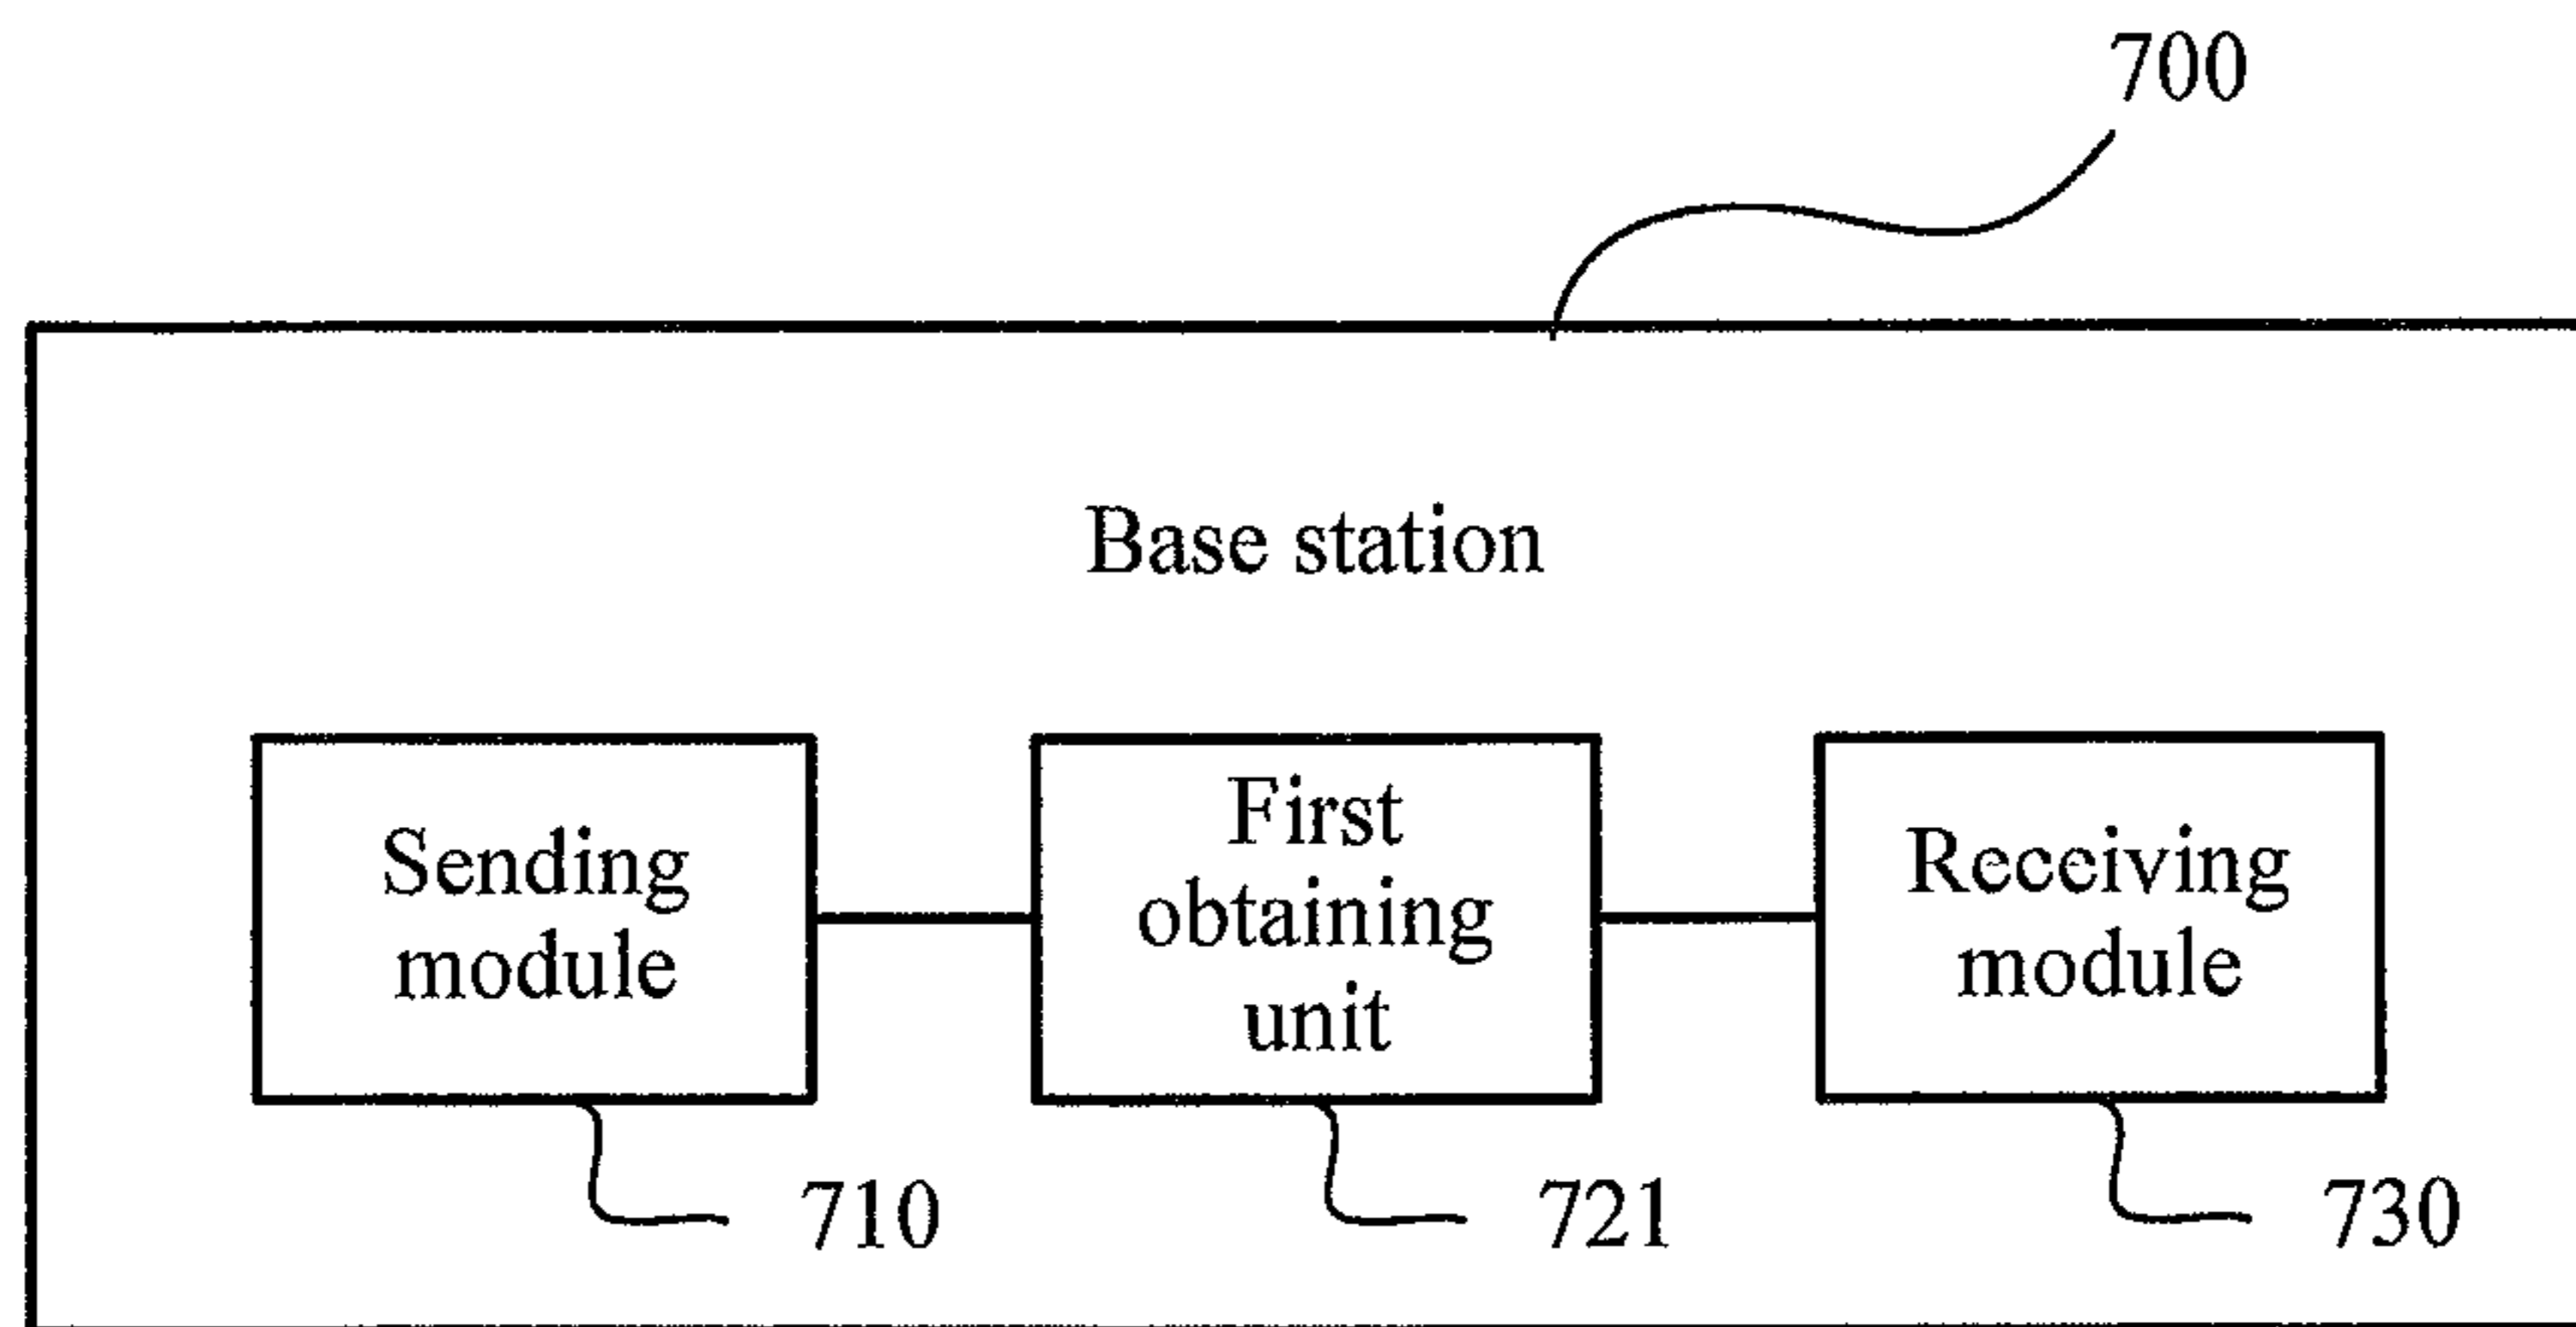 700
Base station
Sending
module
First
obtaining
unit
Receiving
module
710
721
730